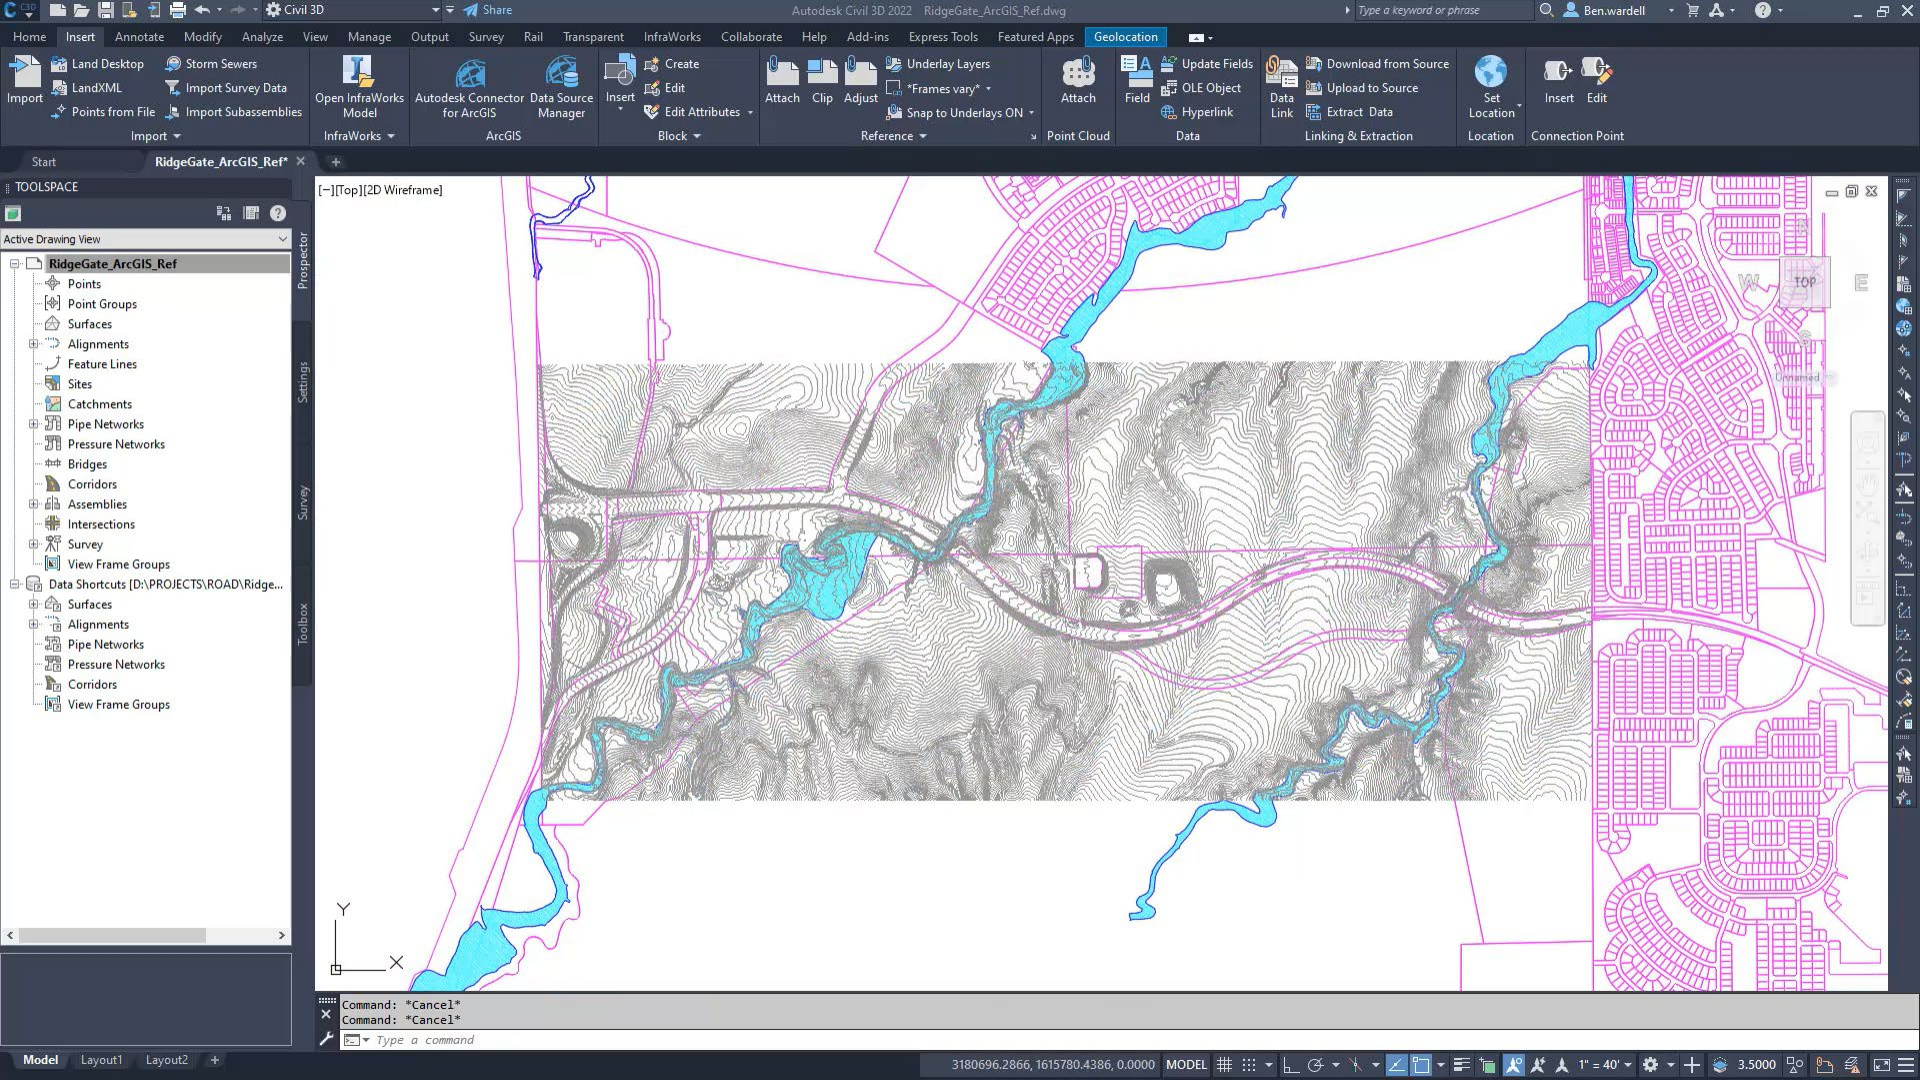 C3D Civil 3D Share Autodesk Civil 3D 2022 RidgeGate_ArcGIS_Ref.dwg Type a keyword or phrase Ben.wardell
Home Insert Annotate Modify Analyze View Manage Output Survey Rail Transparent InfraWorks Collaborate Help Add-ins Express Tools Featured Apps Geolocation
Import
Land Desktop
LandXML
Points from File
Storm Sewers
Import Survey Data
Import Subassemblies
Import
Open InfraWorks
Model
InfraWorks
Autodesk Connector
for ArcGIS
Data Source
Manager
ArcGIS
Insert
Create
Edit
Edit Attributes
Block
Attach
Clip
Adjust
Underlay Layers
*Frames vary*
Snap to Underlays ON
Reference
Attach
Point Cloud
Field
Update Fields
OLE Object
Hyperlink
Data
Data
Link
Download from Source
Upload to Source
Extract Data
Linking & Extraction
Set
Location
Location
Insert
Edit
Connection Point
Start RidgeGate_ArcGIS_Ref*
TOOLSPACE
Active Drawing View
RidgeGate_ArcGIS_Ref
Points
Point Groups
Surfaces
Alignments
Feature Lines
Sites
Catchments
Pipe Networks
Pressure Networks
Bridges
Corridors
Assemblies
Intersections
Survey
View Frame Groups
Data Shortcuts [D:\PROJECTS\ROAD\Ridge...
Surfaces
Alignments
Pipe Networks
Pressure Networks
Corridors
View Frame Groups
Prospector
Settings
Survey
Toolbox
[−][Top][2D Wireframe]
W TOP E
S
Unnamed
Y
X
Command: *Cancel*
Command: *Cancel*
Type a command
Model Layout1 Layout2
3180696.2866, 1615780.4386, 0.0000 MODEL 1" = 40' 3.5000